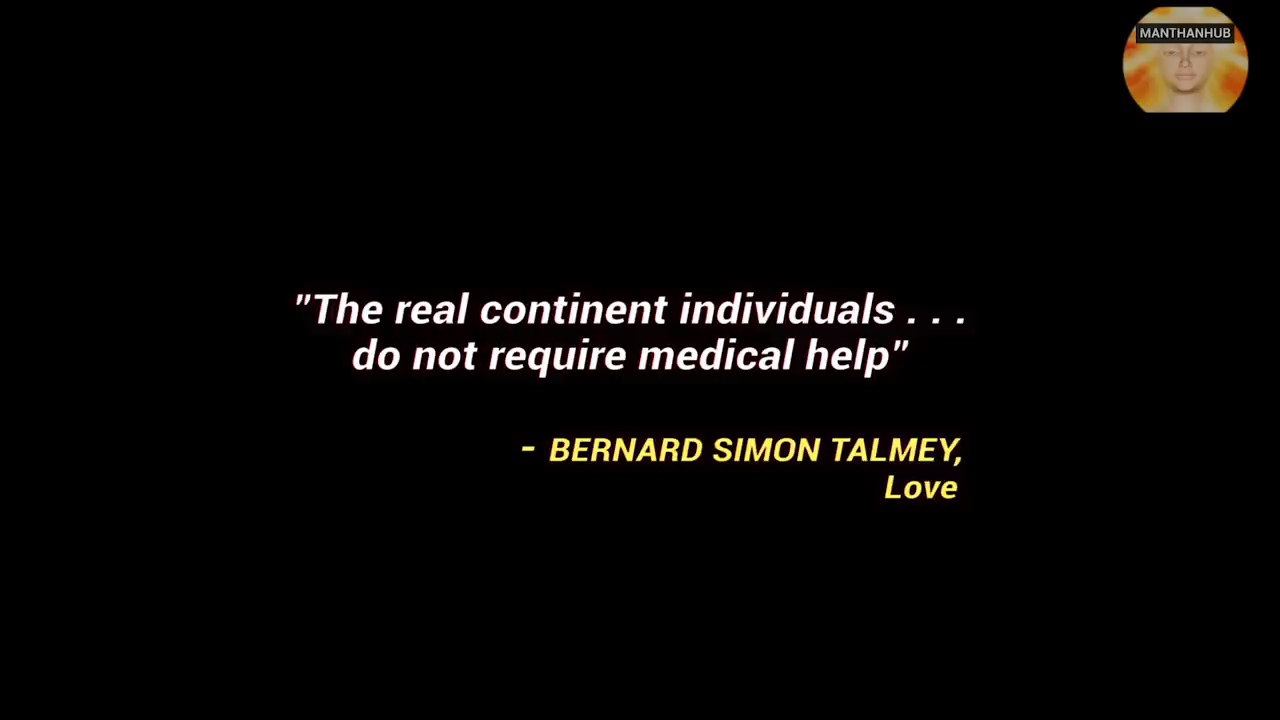 MANTHANHUB
"The real continent individuals . . .
do not require medical help"
- BERNARD SIMON TALMEY,
Love